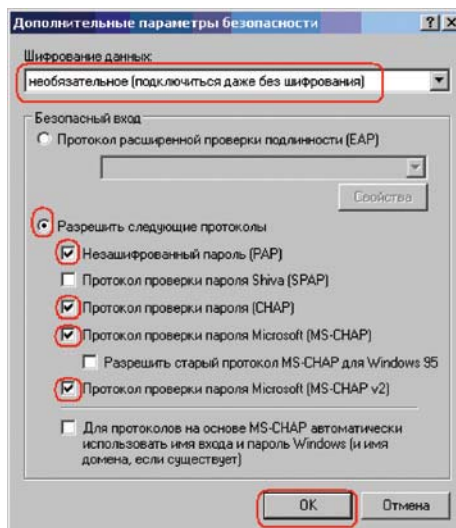 Дополнительные параметры безопасности
Шифрование данных:
необязательное (подключиться даже без шифрования)
Безопасный вход
Протокол расширенной проверки подлинности (EAP)
Свойства
Разрешить следующие протоколы
Незашифрованный пароль (PAP)
Протокол проверки пароля Shiva (SPAP)
Протокол проверки пароля (CHAP)
Протокол проверки пароля Microsoft (MS-CHAP)
Разрешить старый протокол MS-CHAP для Windows 95
Протокол проверки пароля Microsoft (MS-CHAP v2)
Для протоколов на основе MS-CHAP автоматически
использовать имя входа и пароль Windows (и имя
домена, если существует)
OK Отмена